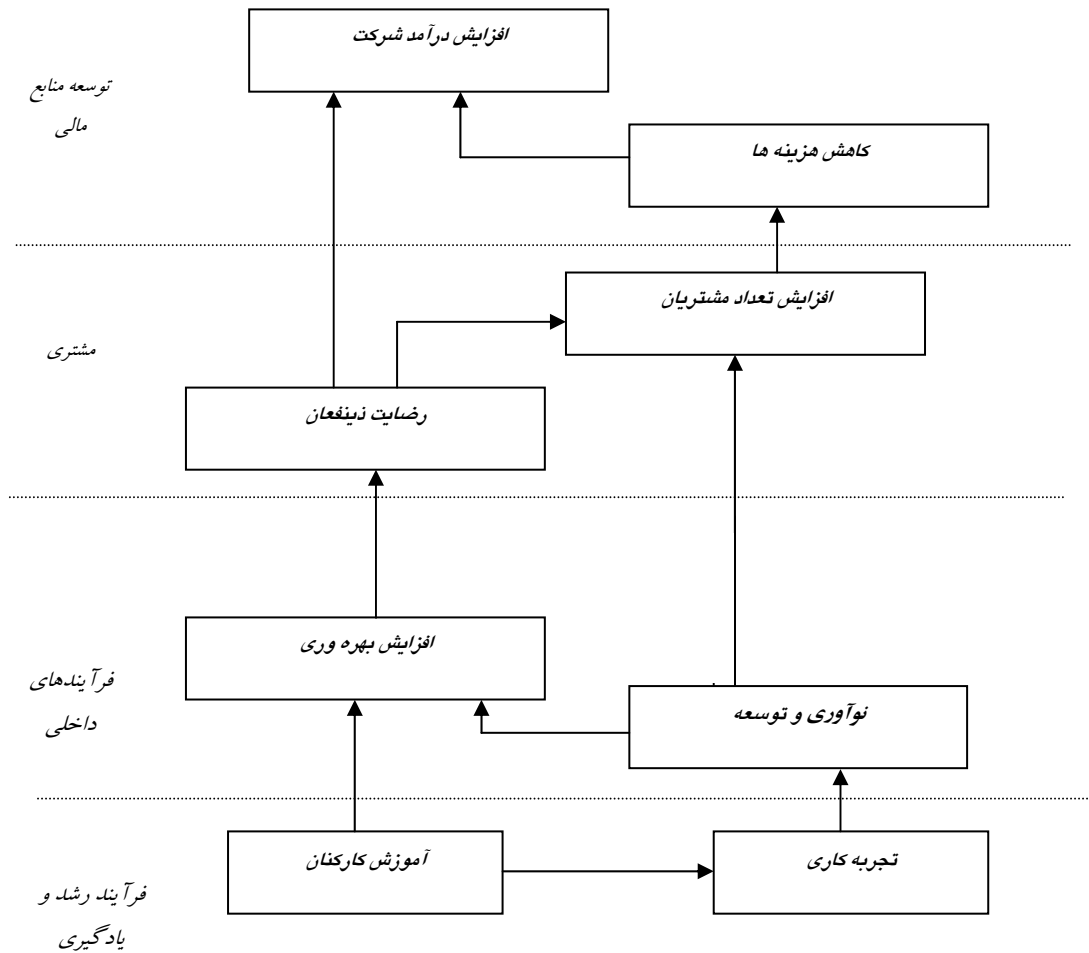 افزایش درآمد شرکت
توسعه منابع
مالی
کاهش هزینه ها
افزایش تعداد مشتریان
مشتری
رضایت ذینفعان
افزایش بهره وری
فرآیندهای
داخلی
نوآوری و توسعه
آموزش کارکنان
تجربه کاری
فرآیند رشد و
یادگیری